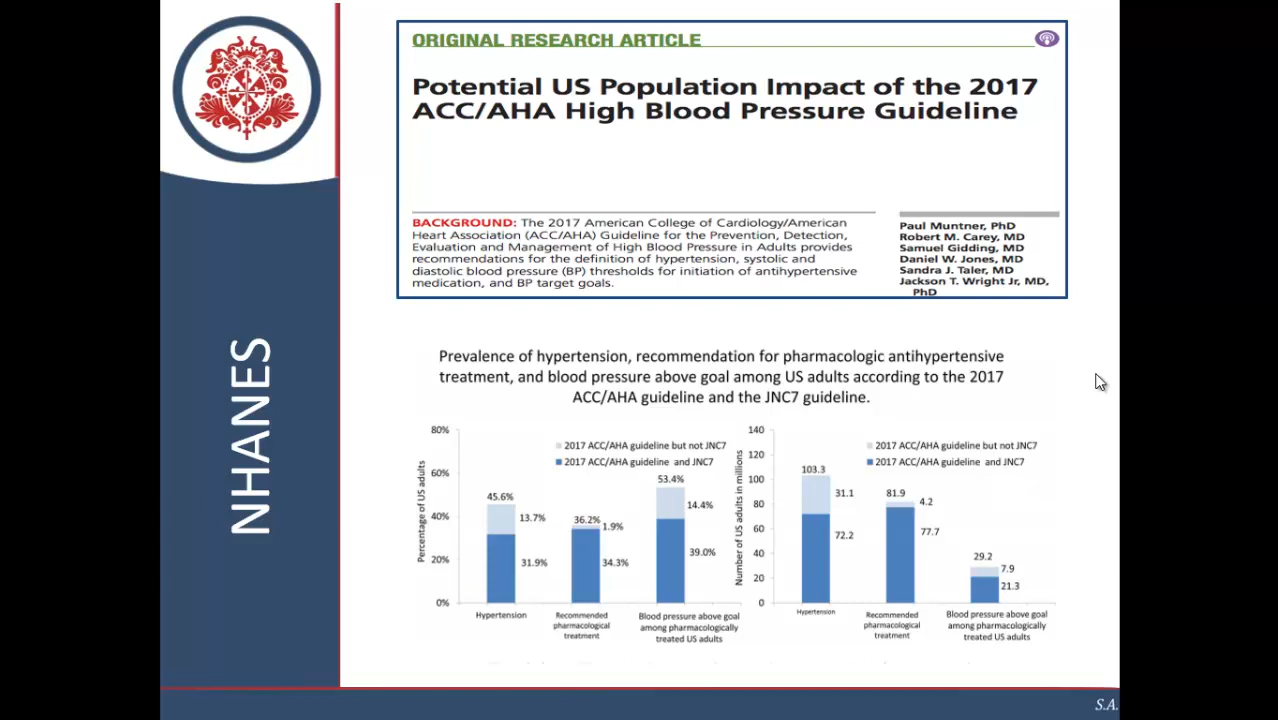 ORIGINAL RESEARCH ARTICLE
Potential US Population Impact of the 2017
ACC/AHA High Blood Pressure Guideline
BACKGROUND: The 2017 American College of Cardiology/American
Heart Association (ACC/AHA) Guideline for the Prevention, Detection,
Evaluation and Management of High Blood Pressure in Adults provides
recommendations for the definition of hypertension, systolic and
diastolic blood pressure (BP) thresholds for initiation of antihypertensive
medication, and BP target goals.
Paul Muntner, PhD
Robert M. Carey, MD
Samuel Gidding, MD
Daniel W. Jones, MD
Sandra J. Taler, MD
Jackson T. Wright Jr, MD,
PhD
NHANES
Prevalence of hypertension, recommendation for pharmacologic antihypertensive
treatment, and blood pressure above goal among US adults according to the 2017
ACC/AHA guideline and the JNC7 guideline.
Percentage of US adults
80%
60%
40%
20%
0%
2017 ACC/AHA guideline but not JNC7
2017 ACC/AHA guideline and JNC7
45.6%
13.7%
31.9%
36.2%
1.9%
34.3%
53.4%
14.4%
39.0%
Hypertension
Recommended
pharmacological
treatment
Blood pressure above goal
among pharmacologically
treated US adults
Number of US adults in millions
140
120
100
80
60
40
20
0
2017 ACC/AHA guideline but not JNC7
2017 ACC/AHA guideline and JNC7
103.3
31.1
72.2
81.9
4.2
77.7
29.2
7.9
21.3
Hypertension
Recommended
pharmacological
treatment
Blood pressure above goal
among pharmacologically
treated US adults
S.A.